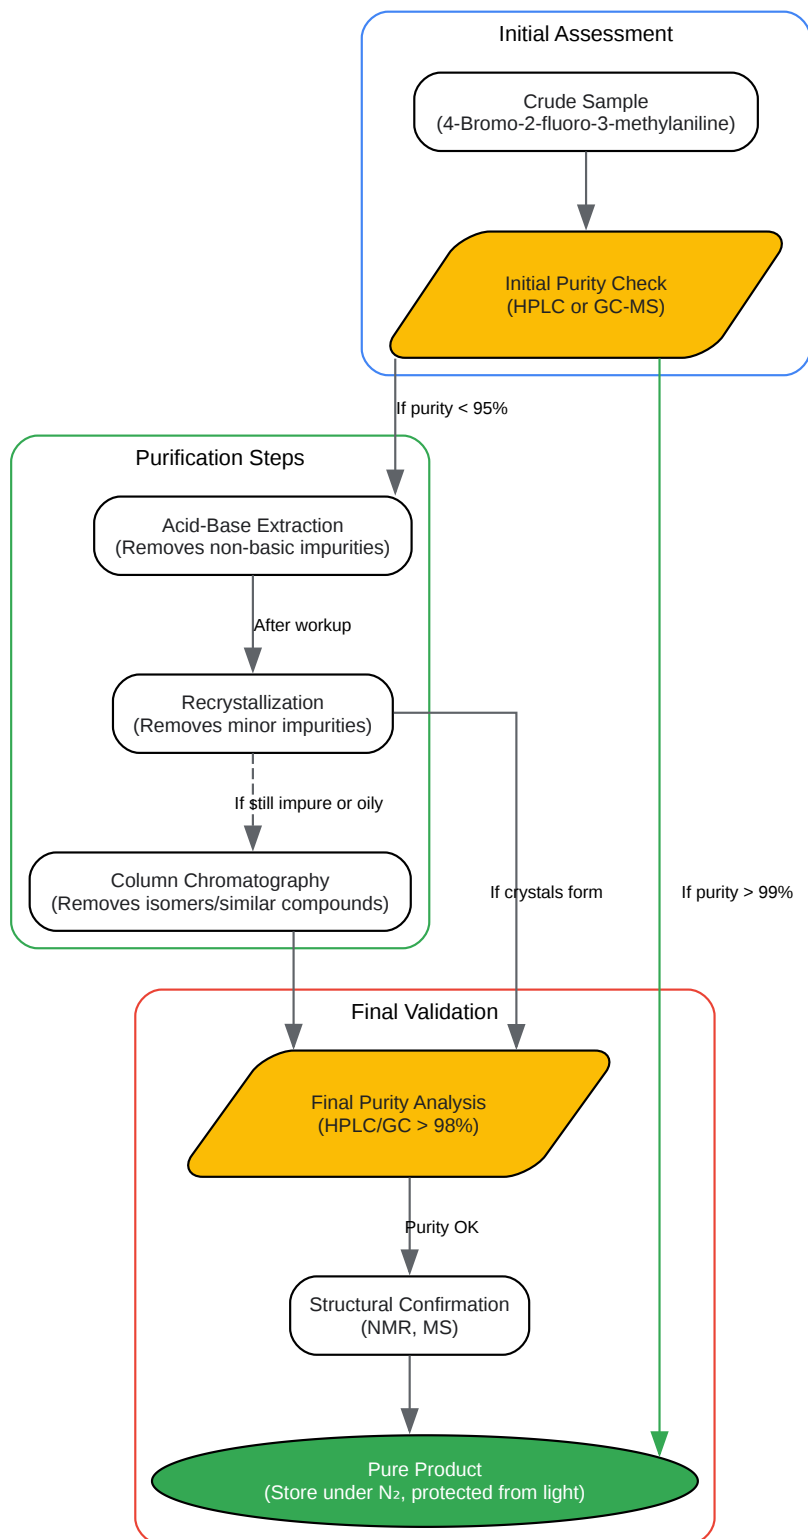 Initial Assessment
Crude Sample
(4-Bromo-2-fluoro-3-methylaniline)
Initial Purity Check
(HPLC or GC-MS)
If purity < 95%
Purification Steps
Acid-Base Extraction
(Removes non-basic impurities)
After workup
Recrystallization
(Removes minor impurities)
If still impure or oily
Column Chromatography
(Removes isomers/similar compounds)
If crystals form
If purity > 99%
Final Validation
Final Purity Analysis
(HPLC/GC > 98%)
Purity OK
Structural Confirmation
(NMR, MS)
Pure Product
(Store under N₂, protected from light)